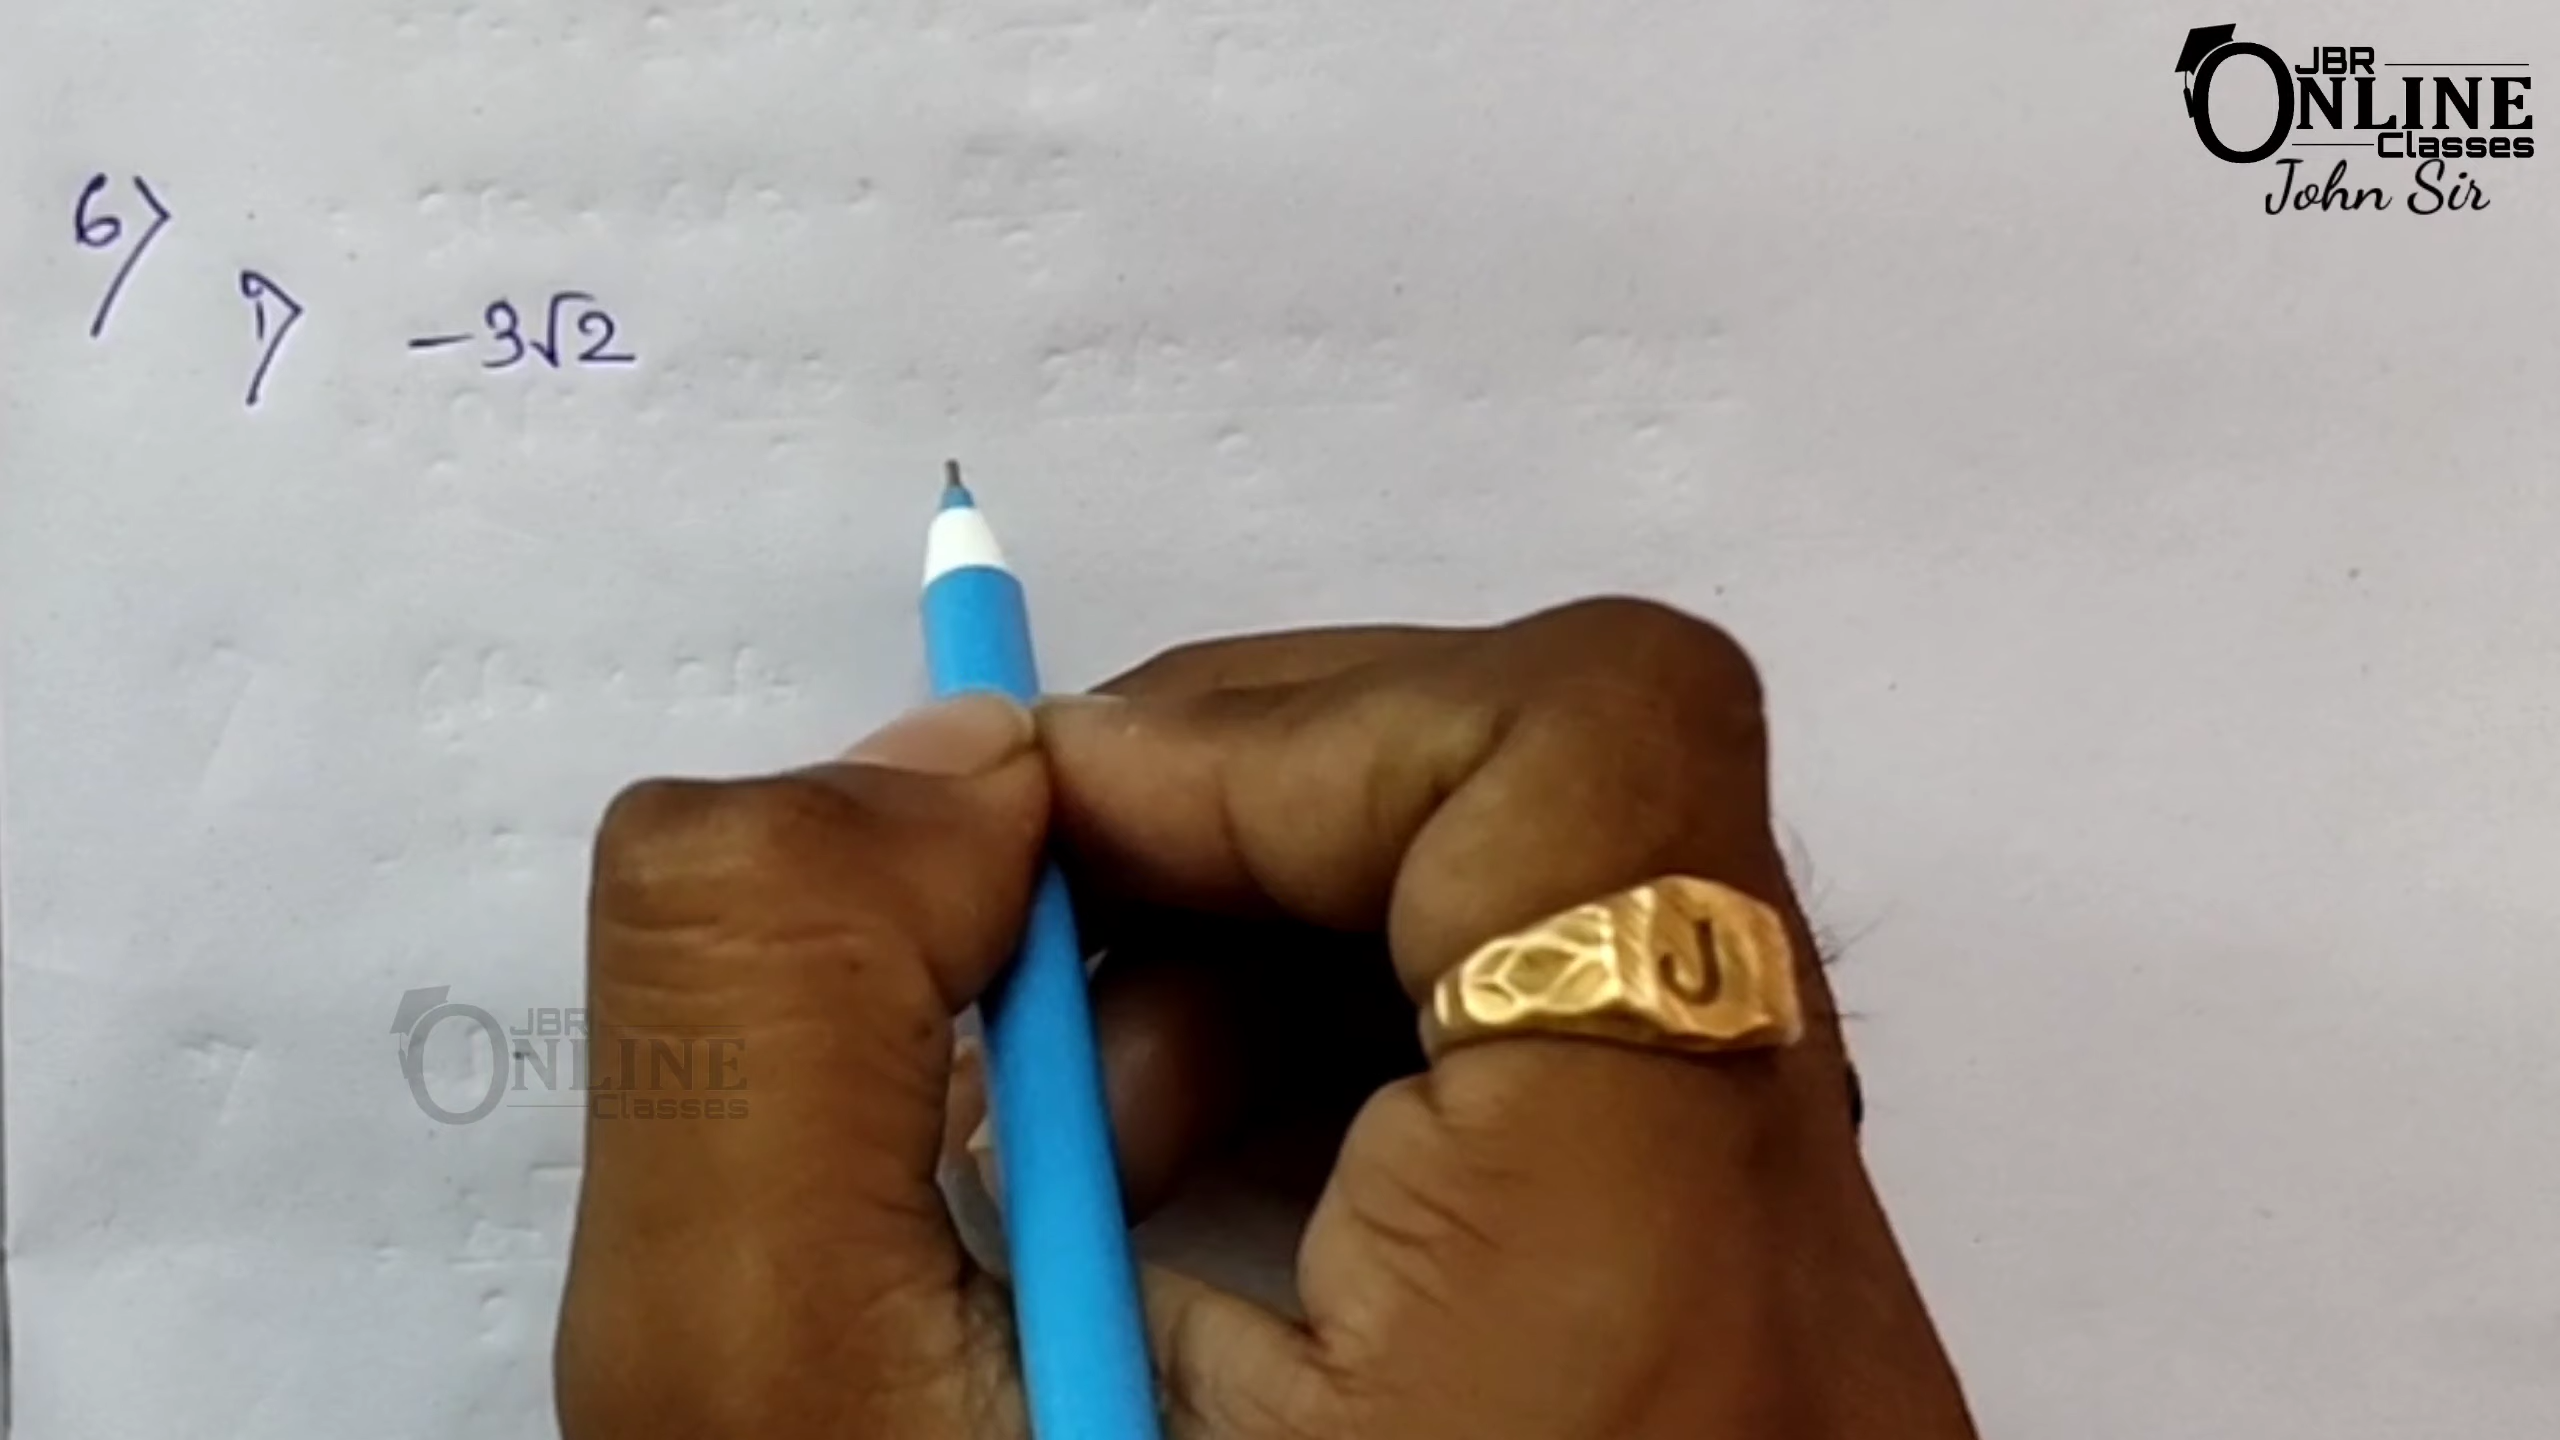 JBR
ONLINE
Classes
John Sir
6)
i) -3√2
J
JBR
ONLINE
Classes